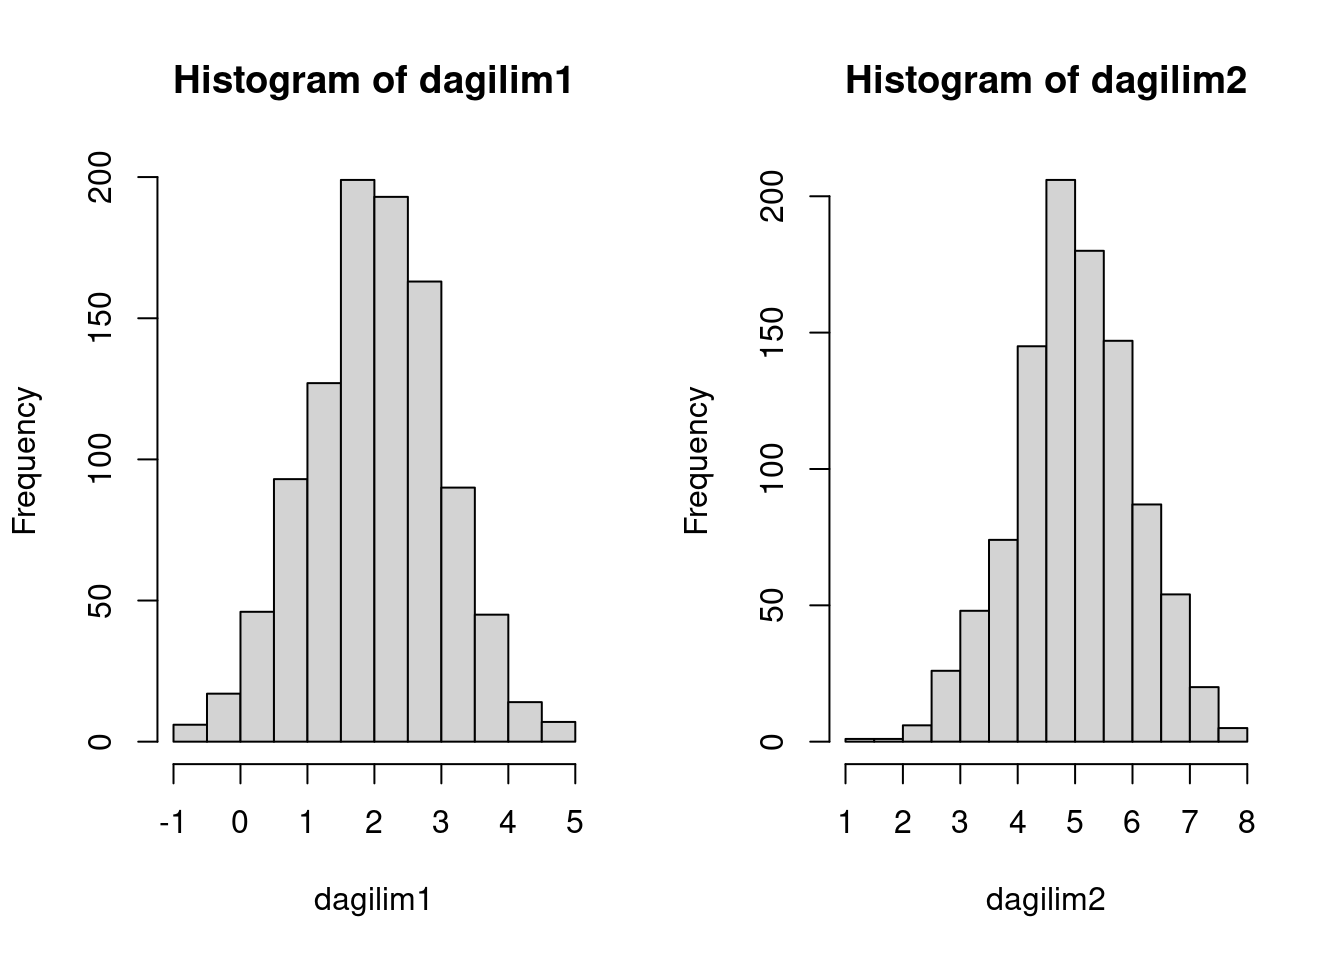 Histogram of dagilim1
Frequency
200
150
100
50
0
-1 0 1 2 3 4 5
dagilim1
Histogram of dagilim2
Frequency
200
150
100
50
0
1 2 3 4 5 6 7 8
dagilim2